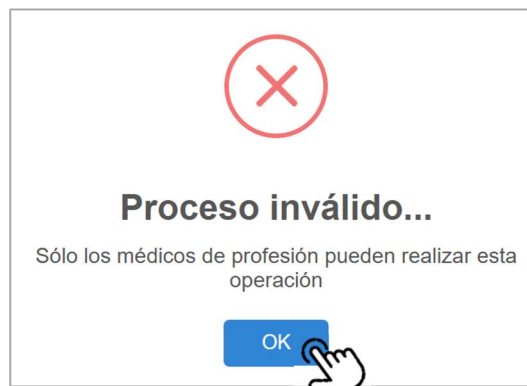 Proceso inválido...
Sólo los médicos de profesión pueden realizar esta
operación
OK